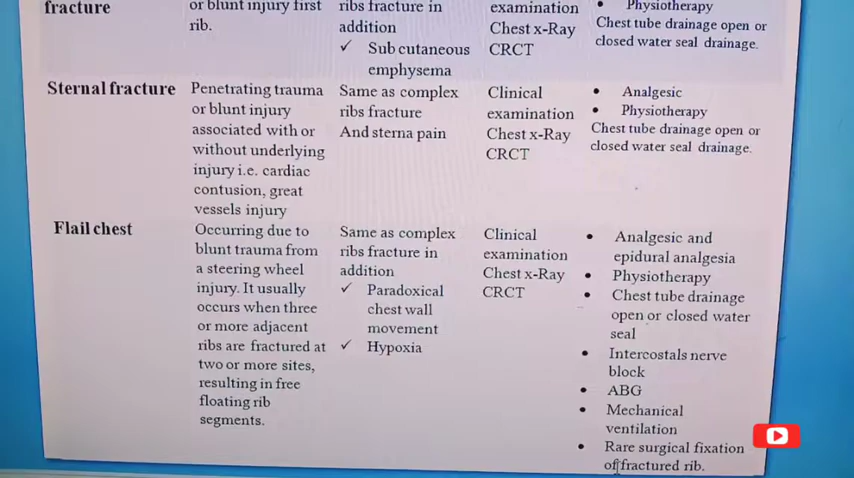 fracture
or blunt injury first
rib.
ribs fracture in
addition
✓ Sub cutaneous
emphysema
examination
Chest x-Ray
CRCT
• Physiotherapy
Chest tube drainage open or
closed water seal drainage.
Sternal fracture
Penetrating trauma
or blunt injury
associated with or
without underlying
injury i.e. cardiac
contusion, great
vessels injury
Same as complex
ribs fracture
And sterna pain
Clinical
examination
Chest x-Ray
CRCT
• Analgesic
• Physiotherapy
Chest tube drainage open or
closed water seal drainage.
Flail chest
Occurring due to
blunt trauma from
a steering wheel
injury. It usually
occurs when three
or more adjacent
ribs are fractured at
two or more sites,
resulting in free
floating rib
segments.
Same as complex
ribs fracture in
addition
✓ Paradoxical
chest wall
movement
✓ Hypoxia
Clinical
examination
Chest x-Ray
CRCT
• Analgesic and
epidural analgesia
• Physiotherapy
• Chest tube drainage
open or closed water
seal
• Intercostals nerve
block
• ABG
• Mechanical
ventilation
• Rare surgical fixation
of fractured rib.